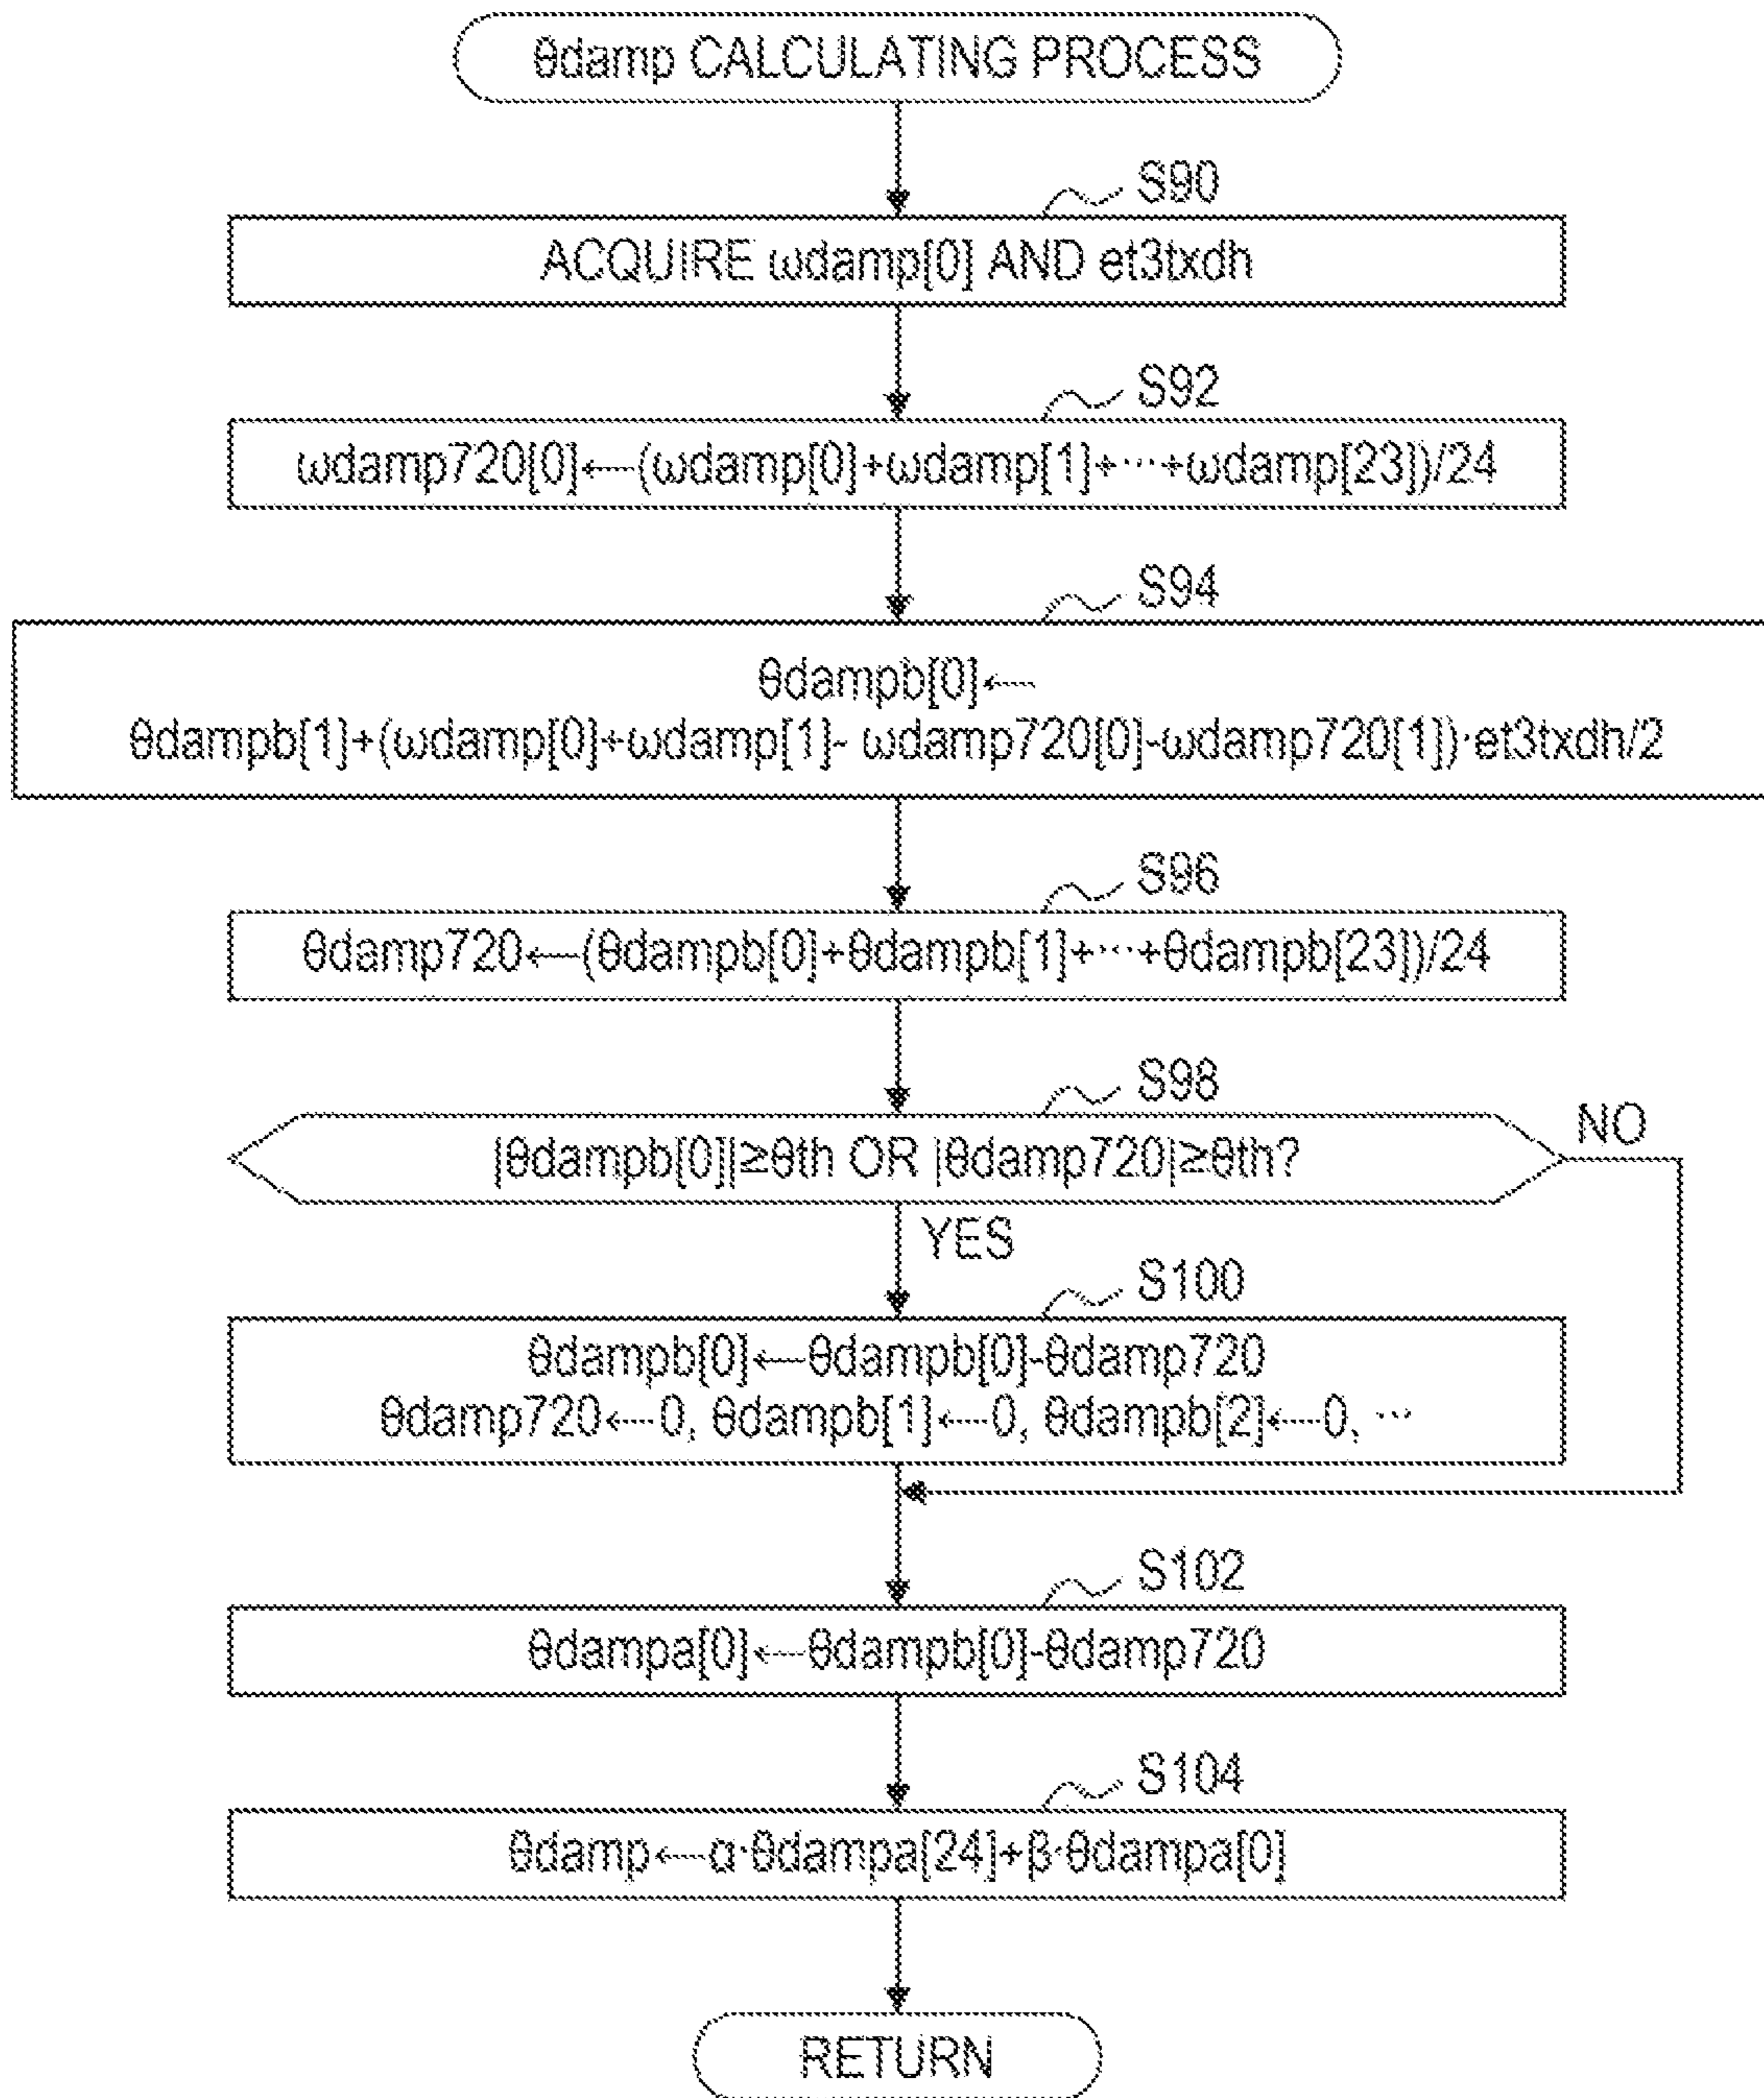 θdamp CALCULATING PROCESS
S90
ACQUIRE ωdamp[0] AND et3txdh
S92
ωdamp720[0]←(ωdamp[0]+ωdamp[1]+···+ωdamp[23])/24
S94
θdampb[0]←
θdampb[1]+(ωdamp[0]+ωdamp[1]- ωdamp720[0]-ωdamp720[1])·et3txdh/2
S96
θdamp720←(θdampb[0]+θdampb[1]+···+θdampb[23])/24
S98
|θdampb[0]|≥θth OR |θdamp720|≥θth?
NO
YES
S100
θdampb[0]←θdampb[0]-θdamp720
θdamp720←0, θdampb[1]←0, θdampb[2]←0, ···
S102
θdampa[0]←θdampb[0]-θdamp720
S104
θdamp←α·θdampa[24]+β·θdampa[0]
RETURN